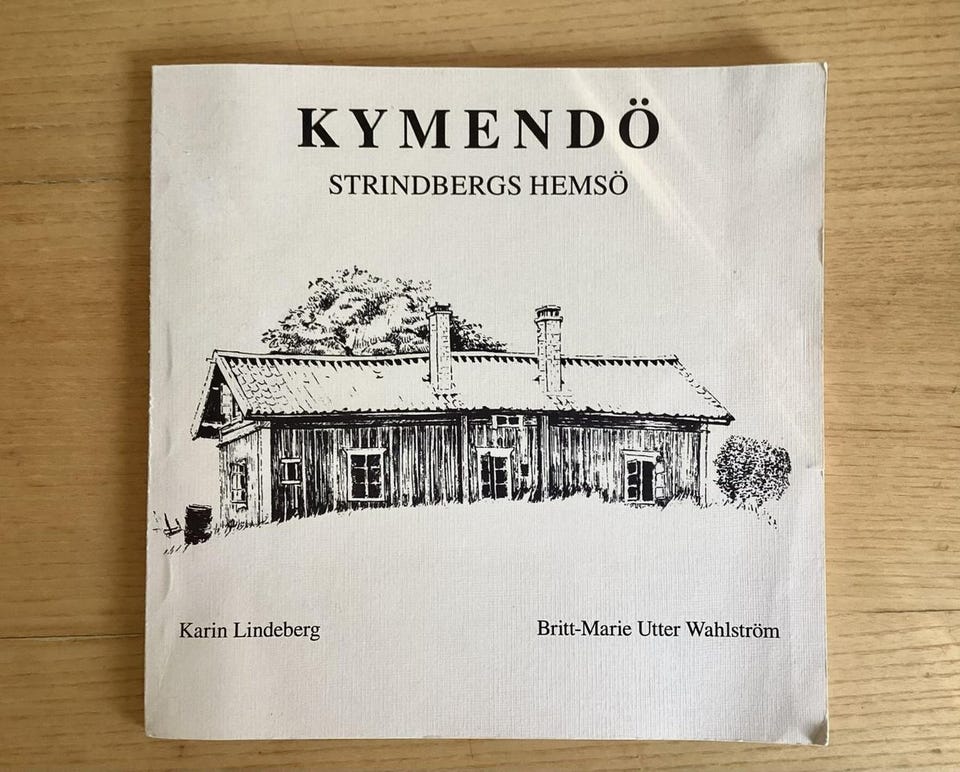 KYMENDÖ
STRINDBERGS HEMSÖ
Karin Lindeberg
Britt-Marie Utter Wahlström